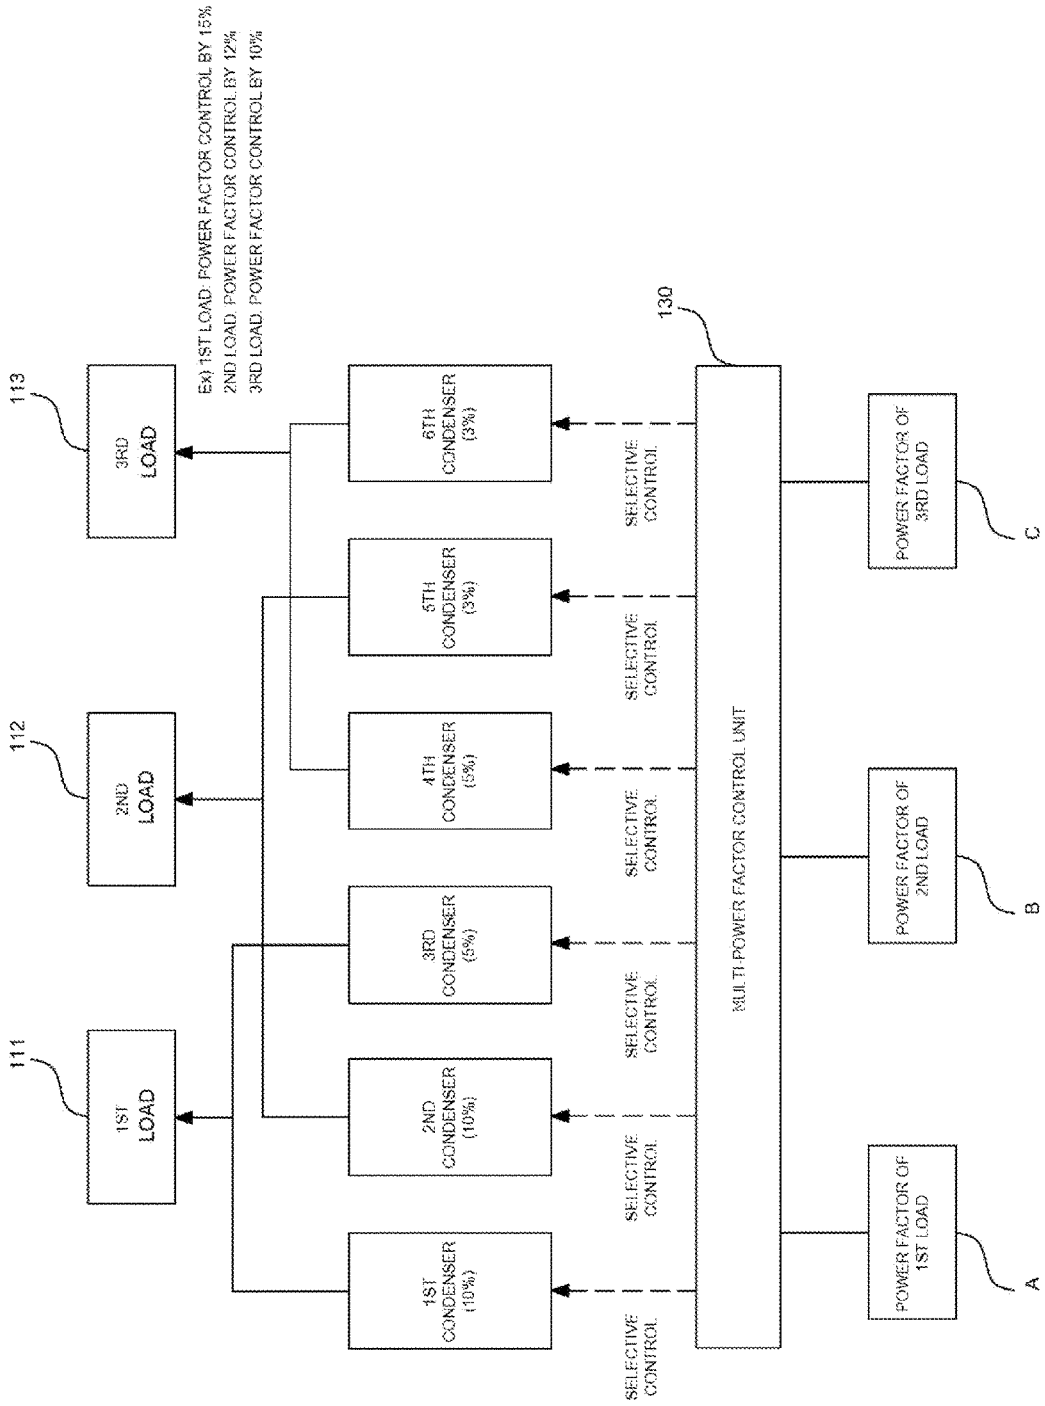 Ex) 1ST LOAD: POWER FACTOR CONTROL BY 15%
2ND LOAD: POWER FACTOR CONTROL BY 12%
3RD LOAD: POWER FACTOR CONTROL BY 10%
111
112
113
1ST
LOAD
2ND
LOAD
3RD
LOAD
1ST
CONDENSER
(10%)
2ND
CONDENSER
(10%)
3RD
CONDENSER
(5%)
4TH
CONDENSER
(5%)
5TH
CONDENSER
(3%)
6TH
CONDENSER
(3%)
SELECTIVE
CONTROL
SELECTIVE
CONTROL
SELECTIVE
CONTROL
SELECTIVE
CONTROL
SELECTIVE
CONTROL
SELECTIVE
CONTROL
130
MULTI-POWER FACTOR CONTROL UNIT
POWER FACTOR OF
1ST LOAD
POWER FACTOR OF
2ND LOAD
POWER FACTOR OF
3RD LOAD
A
B
C